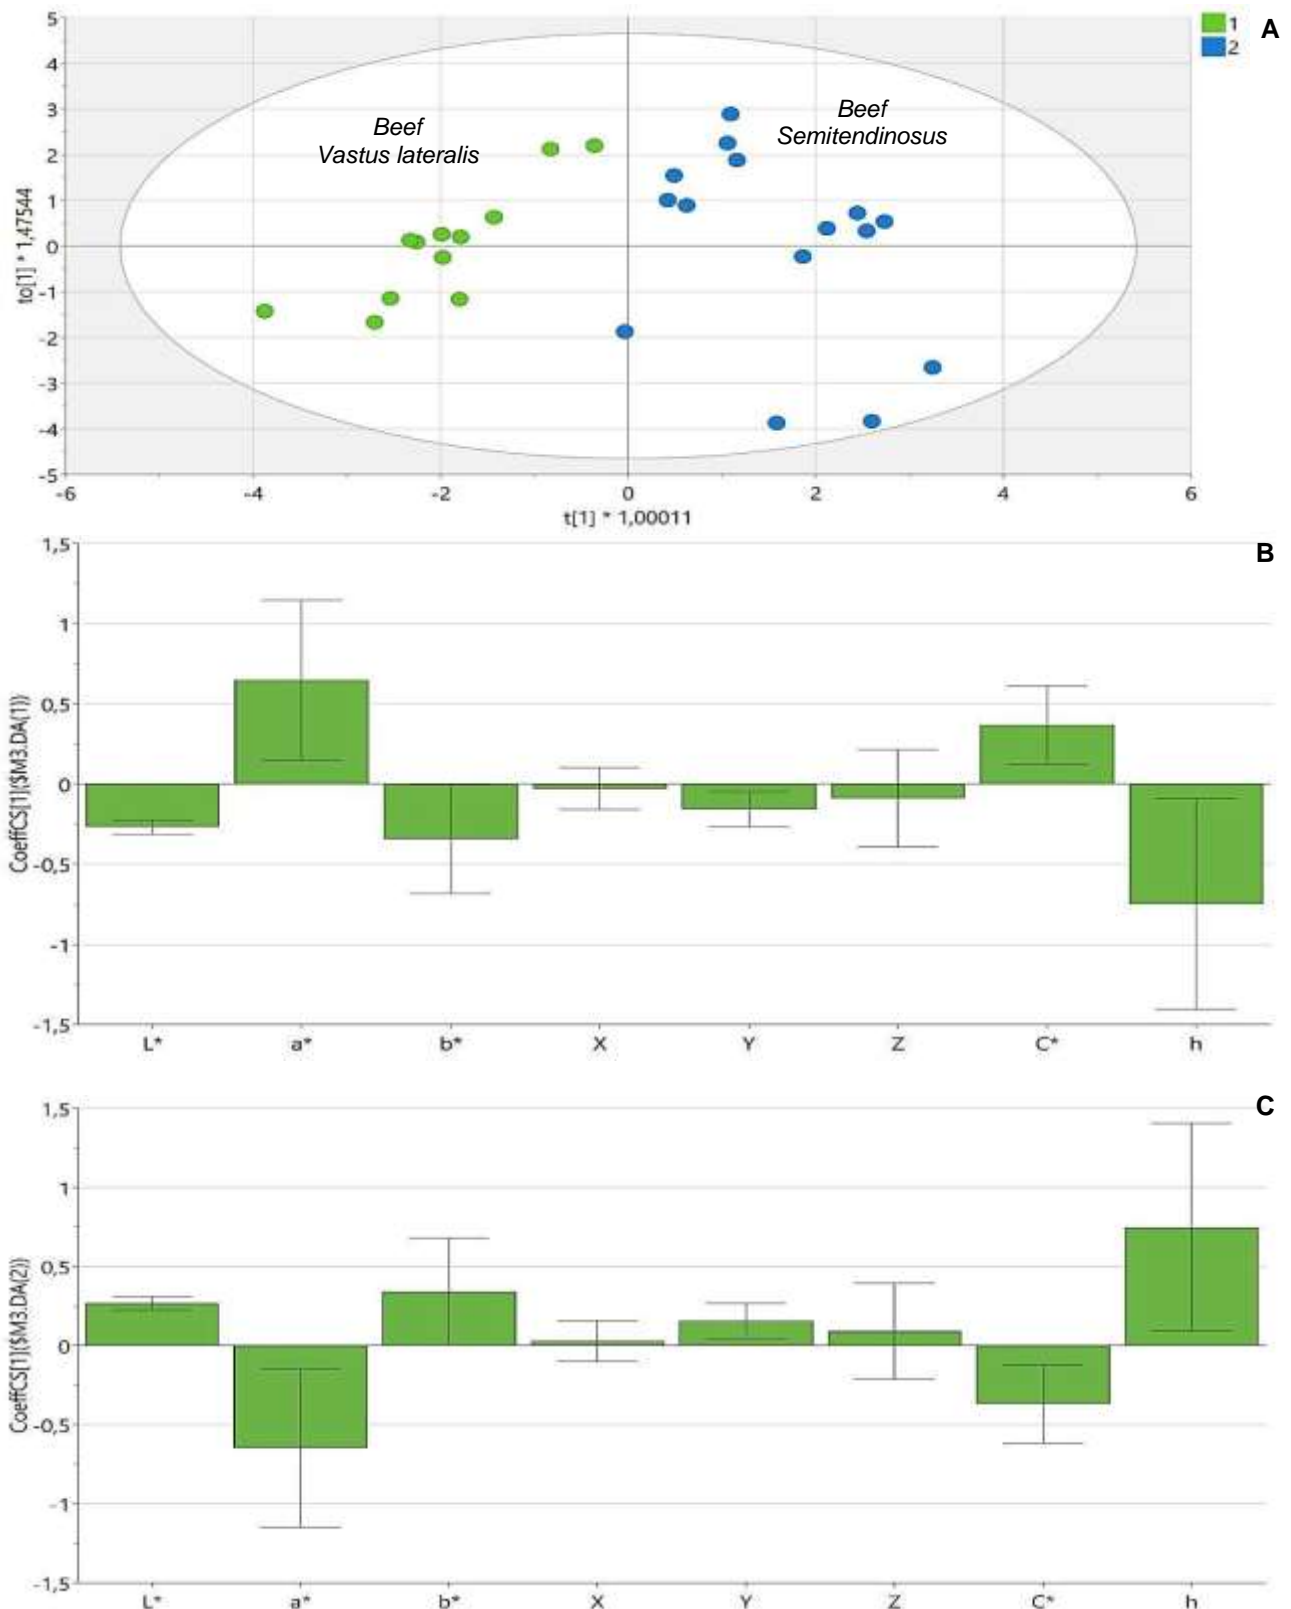 A
1
2
Beef
Vastus lateralis
Beef
Semitendinosus
to[1] * 1,47544
5
4
3
2
1
0
-1
-2
-3
-4
-5
-6 -4 -2 0 2 4 6
t[1] * 1,00011
B
CoeffCS[1]($M3.DA(1))
1,5
1
0,5
0
-0,5
-1
-1,5
L* a* b* X Y Z C* h
C
CoeffCS[1]($M3.DA(2))
1,5
1
0,5
0
-0,5
-1
-1,5
L* a* b* X Y Z C* h